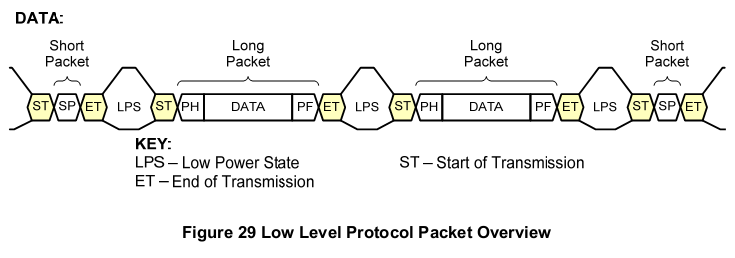 DATA:
Short Packet
Long Packet
Long Packet
Short Packet
ST SP ET LPS ST PH DATA PF ET LPS ST PH DATA PF ET LPS ST SP ET
KEY:
LPS – Low Power State
ST – Start of Transmission
ET – End of Transmission
Figure 29 Low Level Protocol Packet Overview